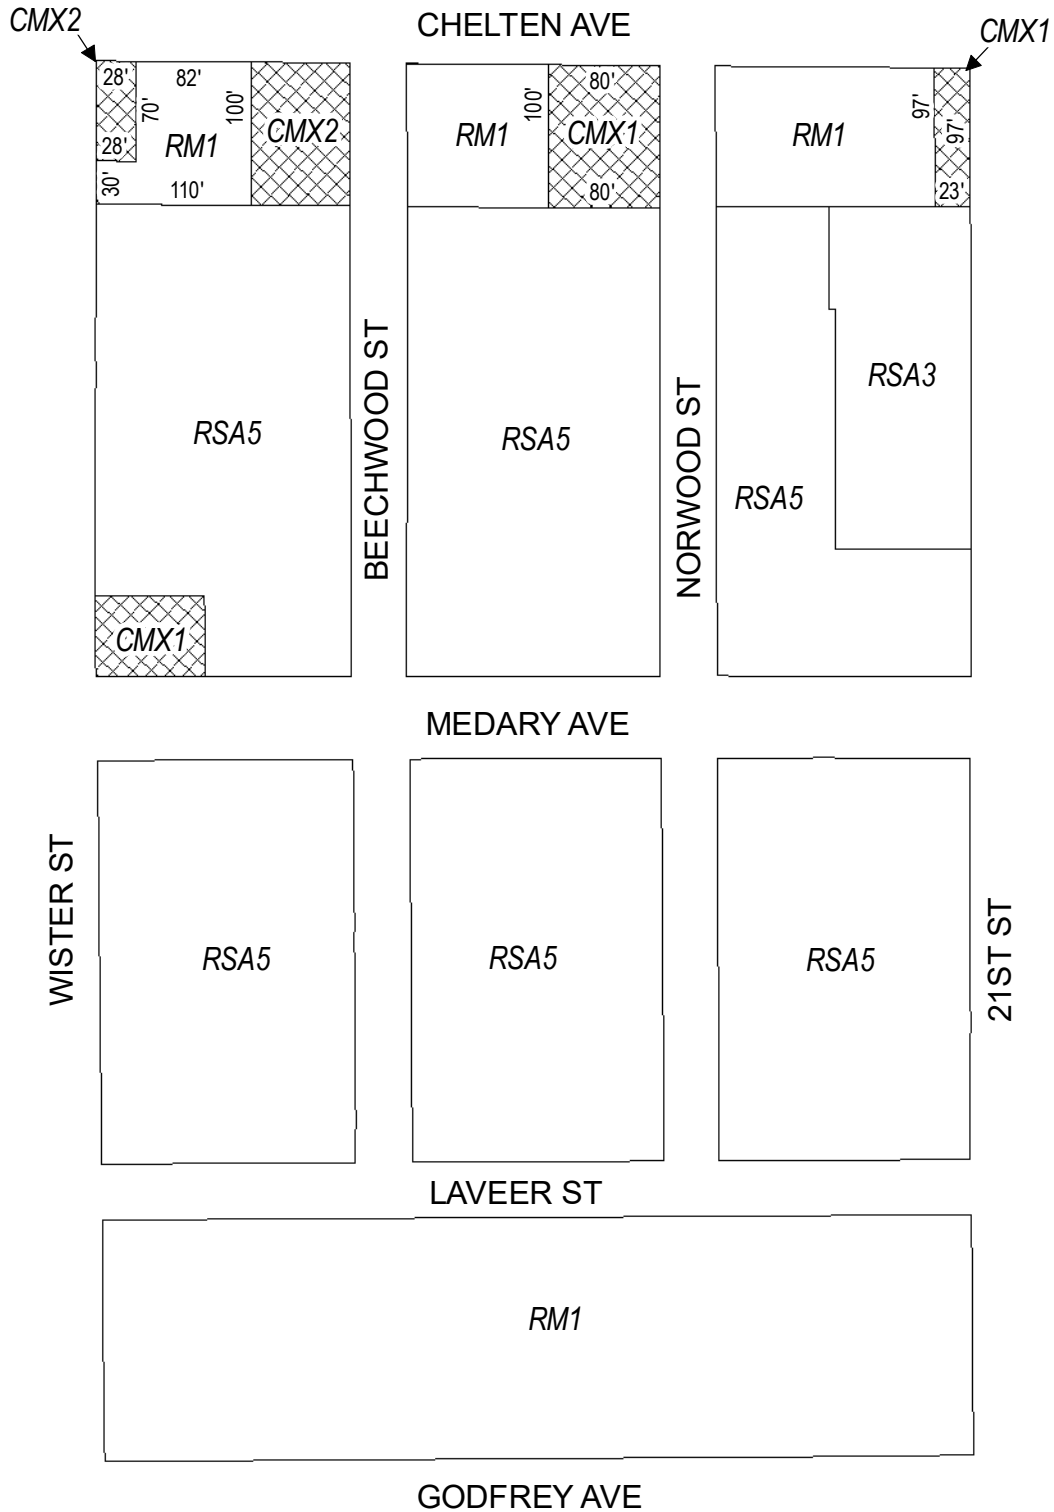 CMX2
CHELTEN AVE
CMX1
28'
82'
70'
100'
28'
RM1
CMX2
30'
110'
80'
100'
RM1
CMX1
80'
97'
RM1
97'
23'
BEECHWOOD ST
NORWOOD ST
RSA5
RSA5
RSA3
RSA5
CMX1
MEDARY AVE
WISTER ST
RSA5
RSA5
RSA5
21ST ST
LAVEER ST
RM1
GODFREY AVE